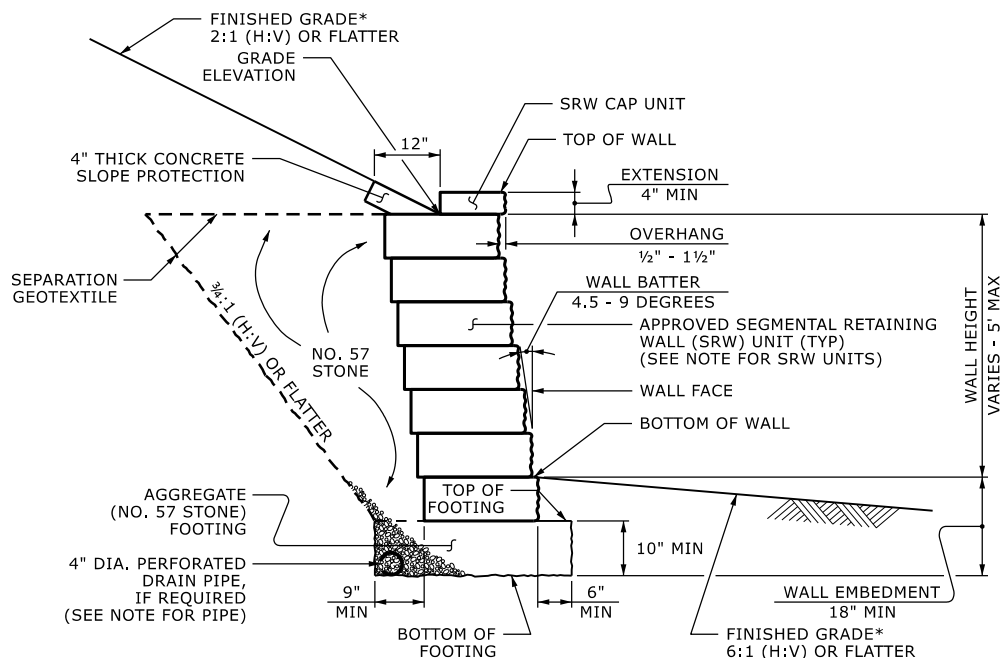 FINISHED GRADE*
2:1 (H:V) OR FLATTER
GRADE
ELEVATION
SRW CAP UNIT
TOP OF WALL
12"
4" THICK CONCRETE
SLOPE PROTECTION
EXTENSION
4" MIN
OVERHANG
½" - 1½"
SEPARATION
GEOTEXTILE
WALL BATTER
4.5 - 9 DEGREES
APPROVED SEGMENTAL RETAINING
WALL (SRW) UNIT (TYP)
(SEE NOTE FOR SRW UNITS)
¾:1 (H:V) OR FLATTER
NO. 57
STONE
WALL FACE
WALL HEIGHT
VARIES - 5' MAX
BOTTOM OF WALL
AGGREGATE
(NO. 57 STONE)
FOOTING
TOP OF
FOOTING
4" DIA. PERFORATED
DRAIN PIPE,
IF REQUIRED
(SEE NOTE FOR PIPE)
10" MIN
9"
MIN
6"
MIN
WALL EMBEDMENT
18" MIN
BOTTOM OF
FOOTING
FINISHED GRADE*
6:1 (H:V) OR FLATTER